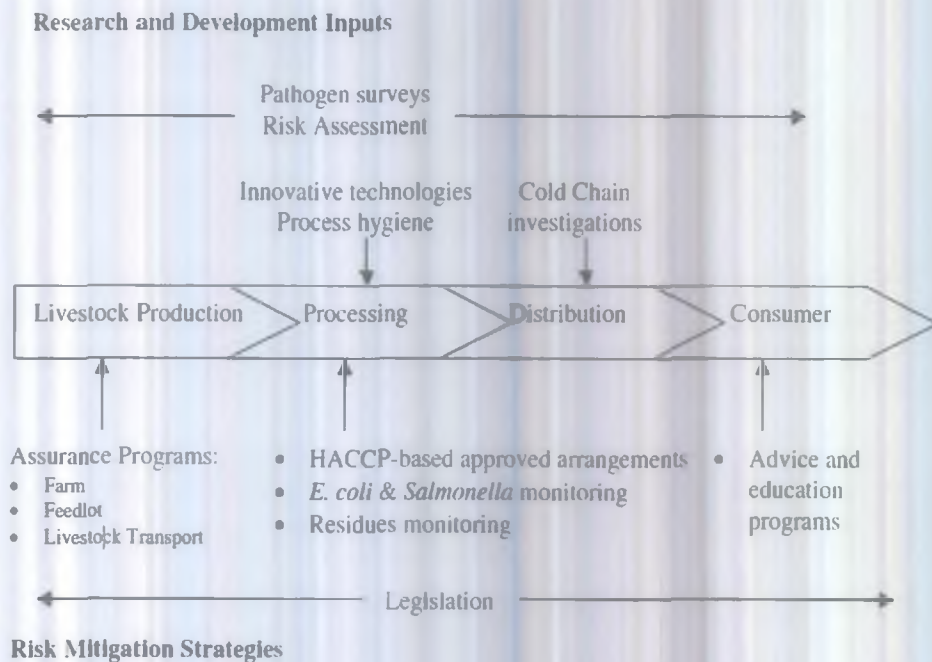 Research and Development Inputs
Pathogen surveys
Risk Assessment
Innovative technologies
Process hygiene
Cold Chain
investigations
Livestock Production
Processing
Distribution
Consumer
Assurance Programs:
• Farm
• Feedlot
• Livestock Transport
• HACCP-based approved arrangements
• E. coli & Salmonella monitoring
• Residues monitoring
• Advice and
education
programs
Legislation
Risk Mitigation Strategies